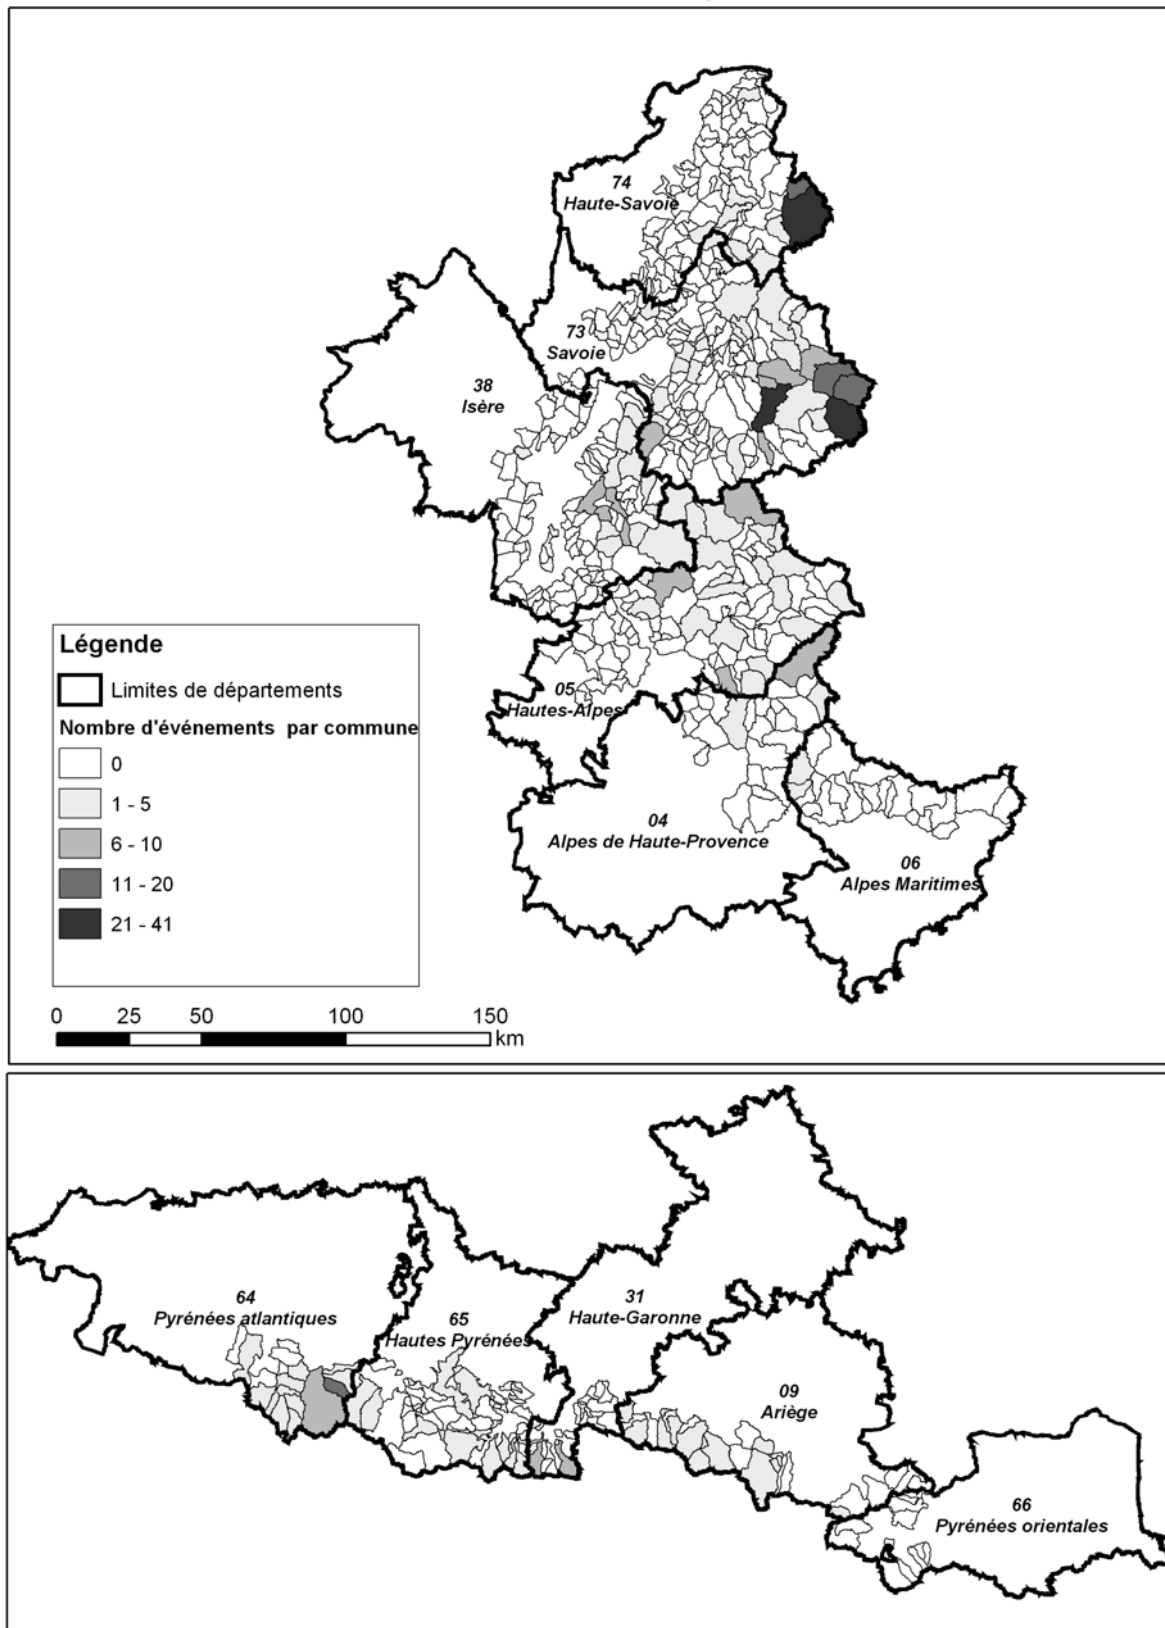 74
Haute-Savoie
73
Savoie
38
Isère
Légende
Limites de départements
Nombre d'événements par commune
0
1 - 5
6 - 10
11 - 20
21 - 41
05
Hautes-Alpes
04
Alpes de Haute-Provence
06
Alpes Maritimes
0 25 50 100 150
km
64
Pyrénées atlantiques
65
Hautes Pyrénées
31
Haute-Garonne
09
Ariège
66
Pyrénées orientales